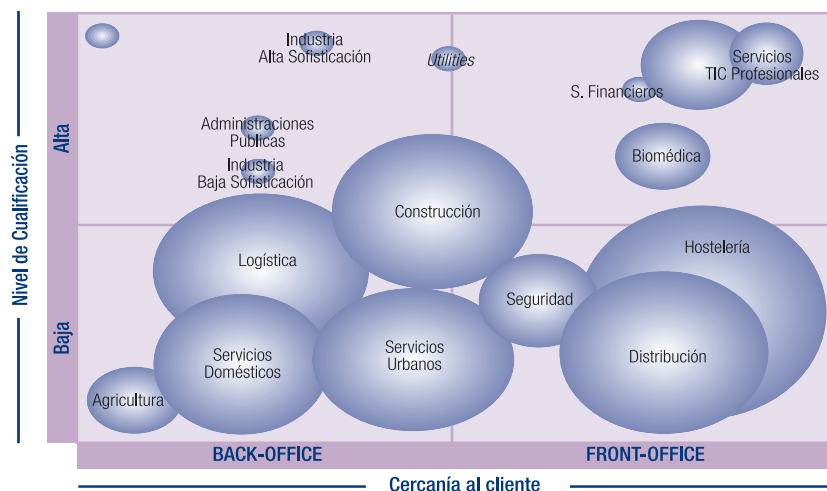 Nivel de Cualificación
Alta
Baja
Industria
Alta Sofisticación
Utilities
Servicios
TIC Profesionales
S. Financieros
Administraciones
Publicas
Industria
Baja Sofisticación
Biomédica
Construcción
Logística
Hostelería
Seguridad
Servicios
Domésticos
Servicios
Urbanos
Distribución
Agricultura
BACK-OFFICE
FRONT-OFFICE
Cercanía al cliente